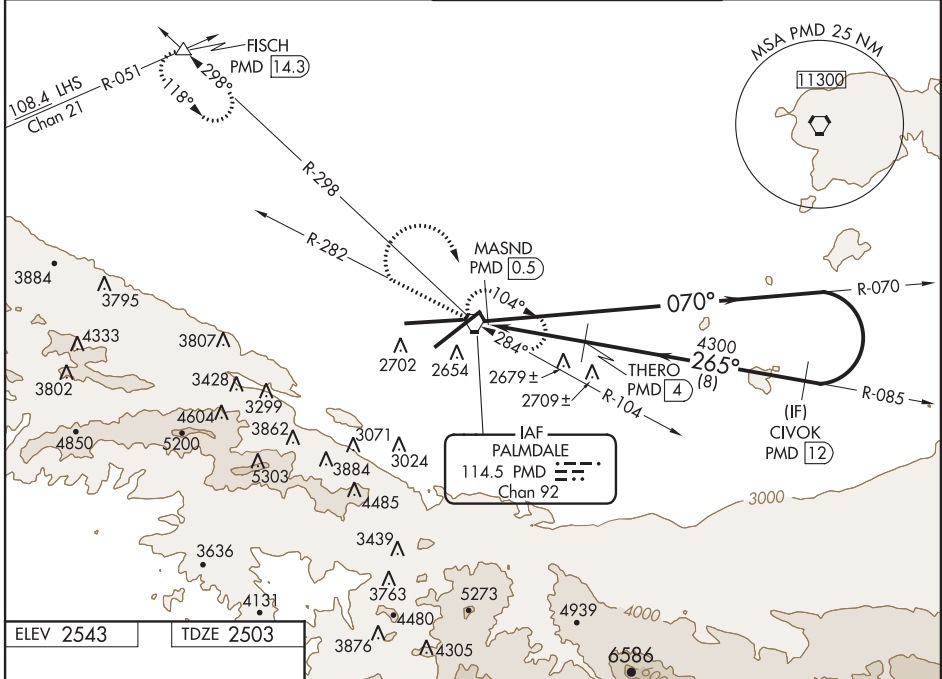 FISCH
PMD 14.3
108.4 LHS
Chan 21
R-051
298°
118°
MSA PMD 25 NM
11300
R-298
R-282
MASND
PMD 0.5
104°
284°
070°
R-070
4300
265°
(8)
THERO
PMD 4
R-085
R-104
(IF)
CIVOK
PMD 12
3884
3795
4333
3807
3802
3428
3299
2702
2654
2679±
2709±
4604
3862
4850
5200
5303
3071
3884
3024
4485
IAF
PALMDALE
114.5 PMD
Chan 92
3000
3439
3636
3763
5273
4131
4480
4939
4000
3876
4305
6586
ELEV 2543
TDZE 2503